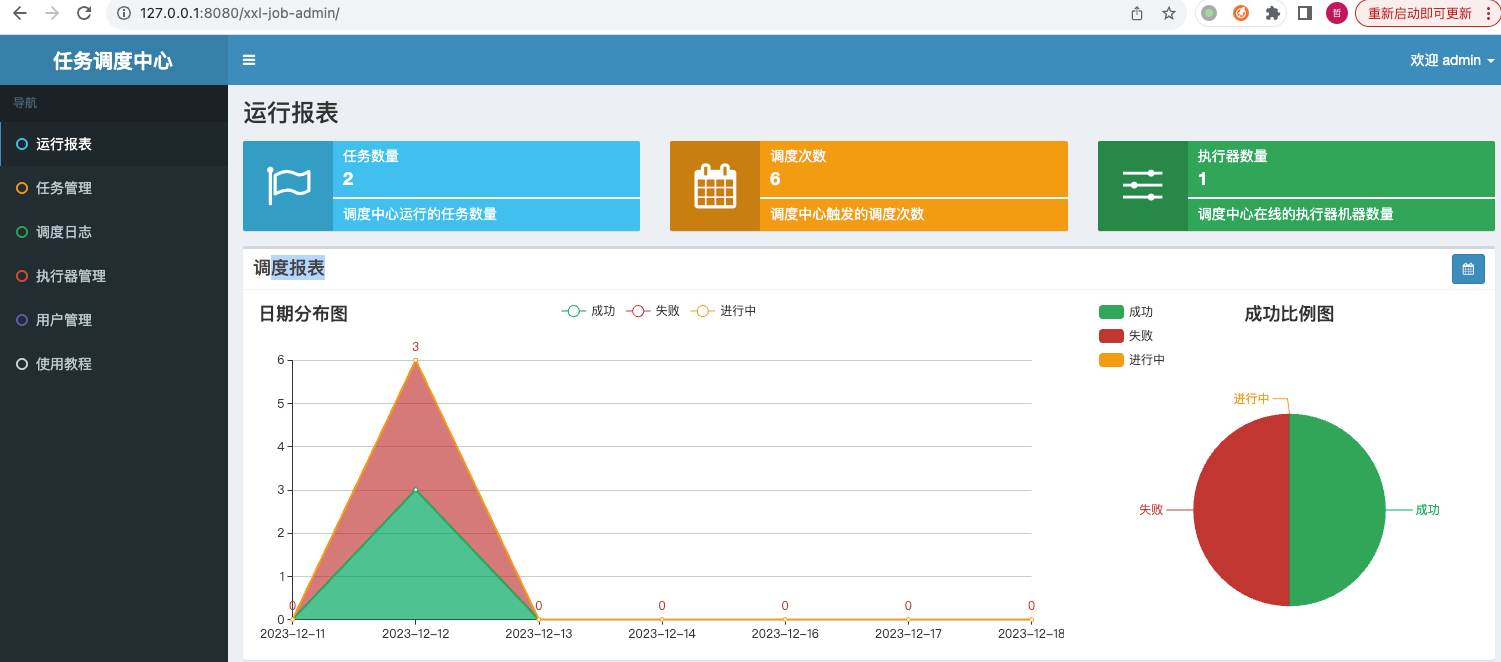 127.0.0.1:8080/xxl-job-admin/
哲
重新启动即可更新
任务调度中心
欢迎 admin
导航
运行报表
任务管理
调度日志
执行器管理
用户管理
使用教程
运行报表
任务数量
2
调度中心运行的任务数量
调度次数
6
调度中心触发的调度次数
执行器数量
1
调度中心在线的执行器机器数量
调度报表
日期分布图
成功 失败 进行中
3
6
5
4
3
2
1
0
0 0 0 0 0 0
2023-12-11 2023-12-12 2023-12-13 2023-12-14 2023-12-16 2023-12-17 2023-12-18
成功
失败
进行中
成功比例图
进行中
失败
成功